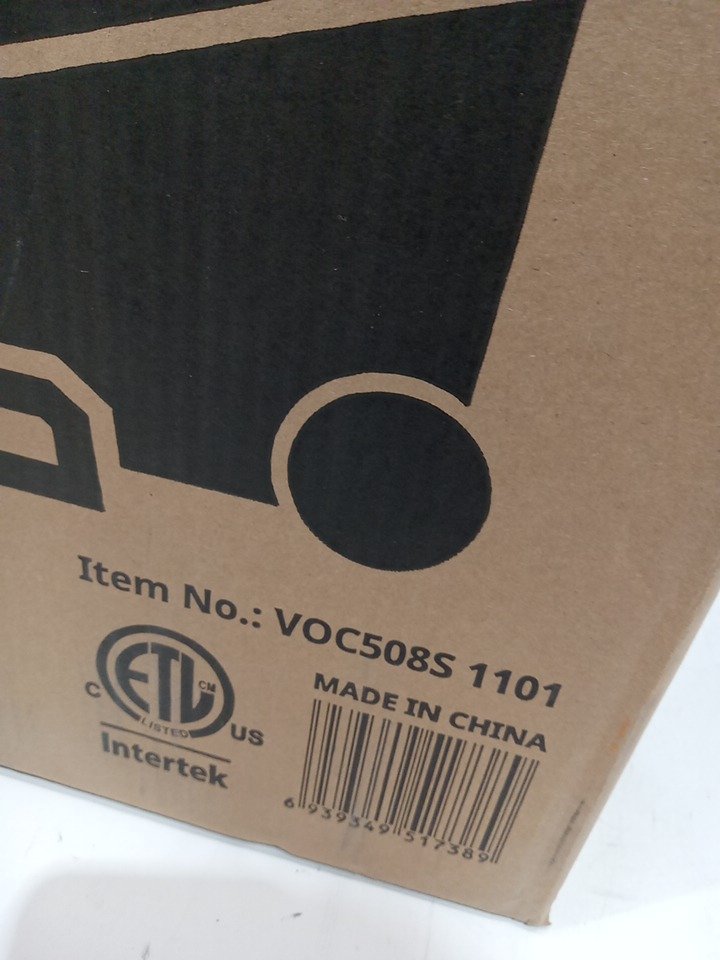 Item No.: VOC508S 1101
MADE IN CHINA
ETL CM
LISTED
C US
Intertek
6 939349 517389